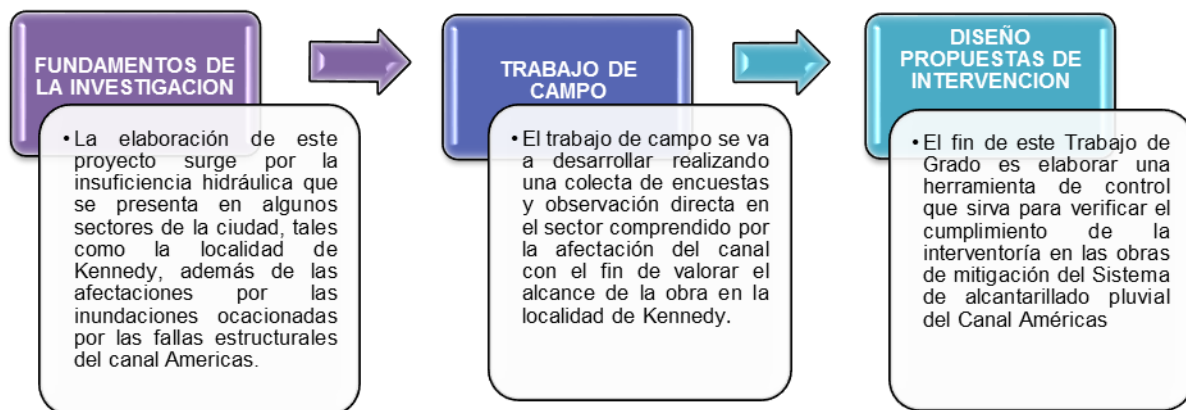 FUNDAMENTOS DE
LA INVESTIGACION
• La elaboración de este
proyecto surge por la
insuficiencia hidráulica que
se presenta en algunos
sectores de la ciudad, tales
como la localidad de
Kennedy, además de las
afectaciones por las
inundaciones ocacionadas
por las fallas estructurales
del canal Americas.
TRABAJO DE
CAMPO
• El trabajo de campo se va
a desarrollar realizando
una colecta de encuestas
y observación directa en
el sector comprendido por
la afectación del canal
con el fin de valorar el
alcance de la obra en la
localidad de Kennedy.
DISEÑO
PROPUESTAS DE
INTERVENCION
• El fin de este Trabajo de
Grado es elaborar una
herramienta de control
que sirva para verificar el
cumplimiento de la
interventoría en las obras
de mitigación del Sistema
de alcantarillado pluvial
del Canal Américas